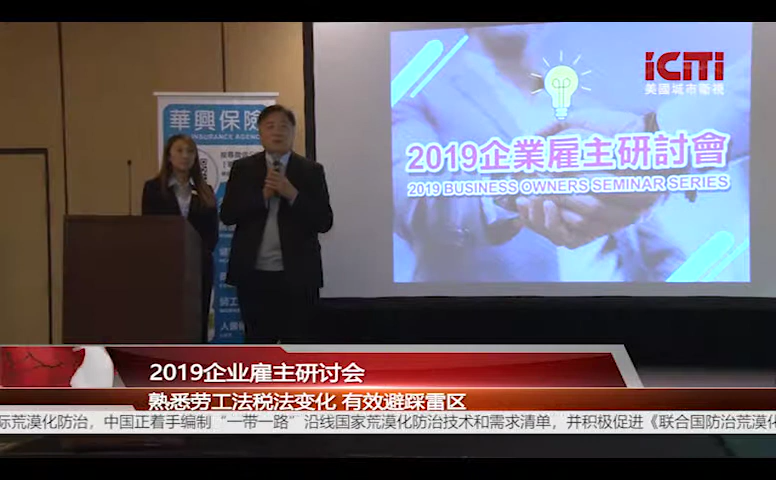 iCiTi
美國城市衛視
華興保險
INSURANCE AGENCY
2019企業雇主研討會
2019 BUSINESS OWNERS SEMINAR SERIES
2019企业雇主研讨会
熟悉劳工法税法变化 有效避踩雷区
际荒漠化防治，中国正着手编制“一带一路”沿线国家荒漠化防治技术和需求清单，并积极促进《联合国防治荒漠化